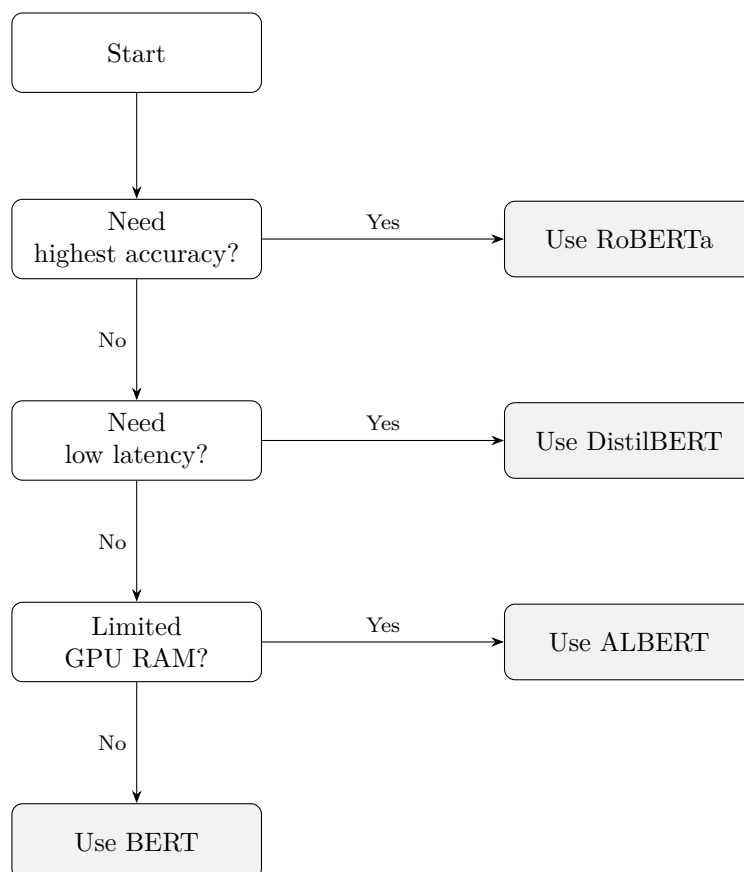 Start
Need
highest accuracy?
Yes
Use RoBERTa
No
Need
low latency?
Yes
Use DistilBERT
No
Limited
GPU RAM?
Yes
Use ALBERT
No
Use BERT